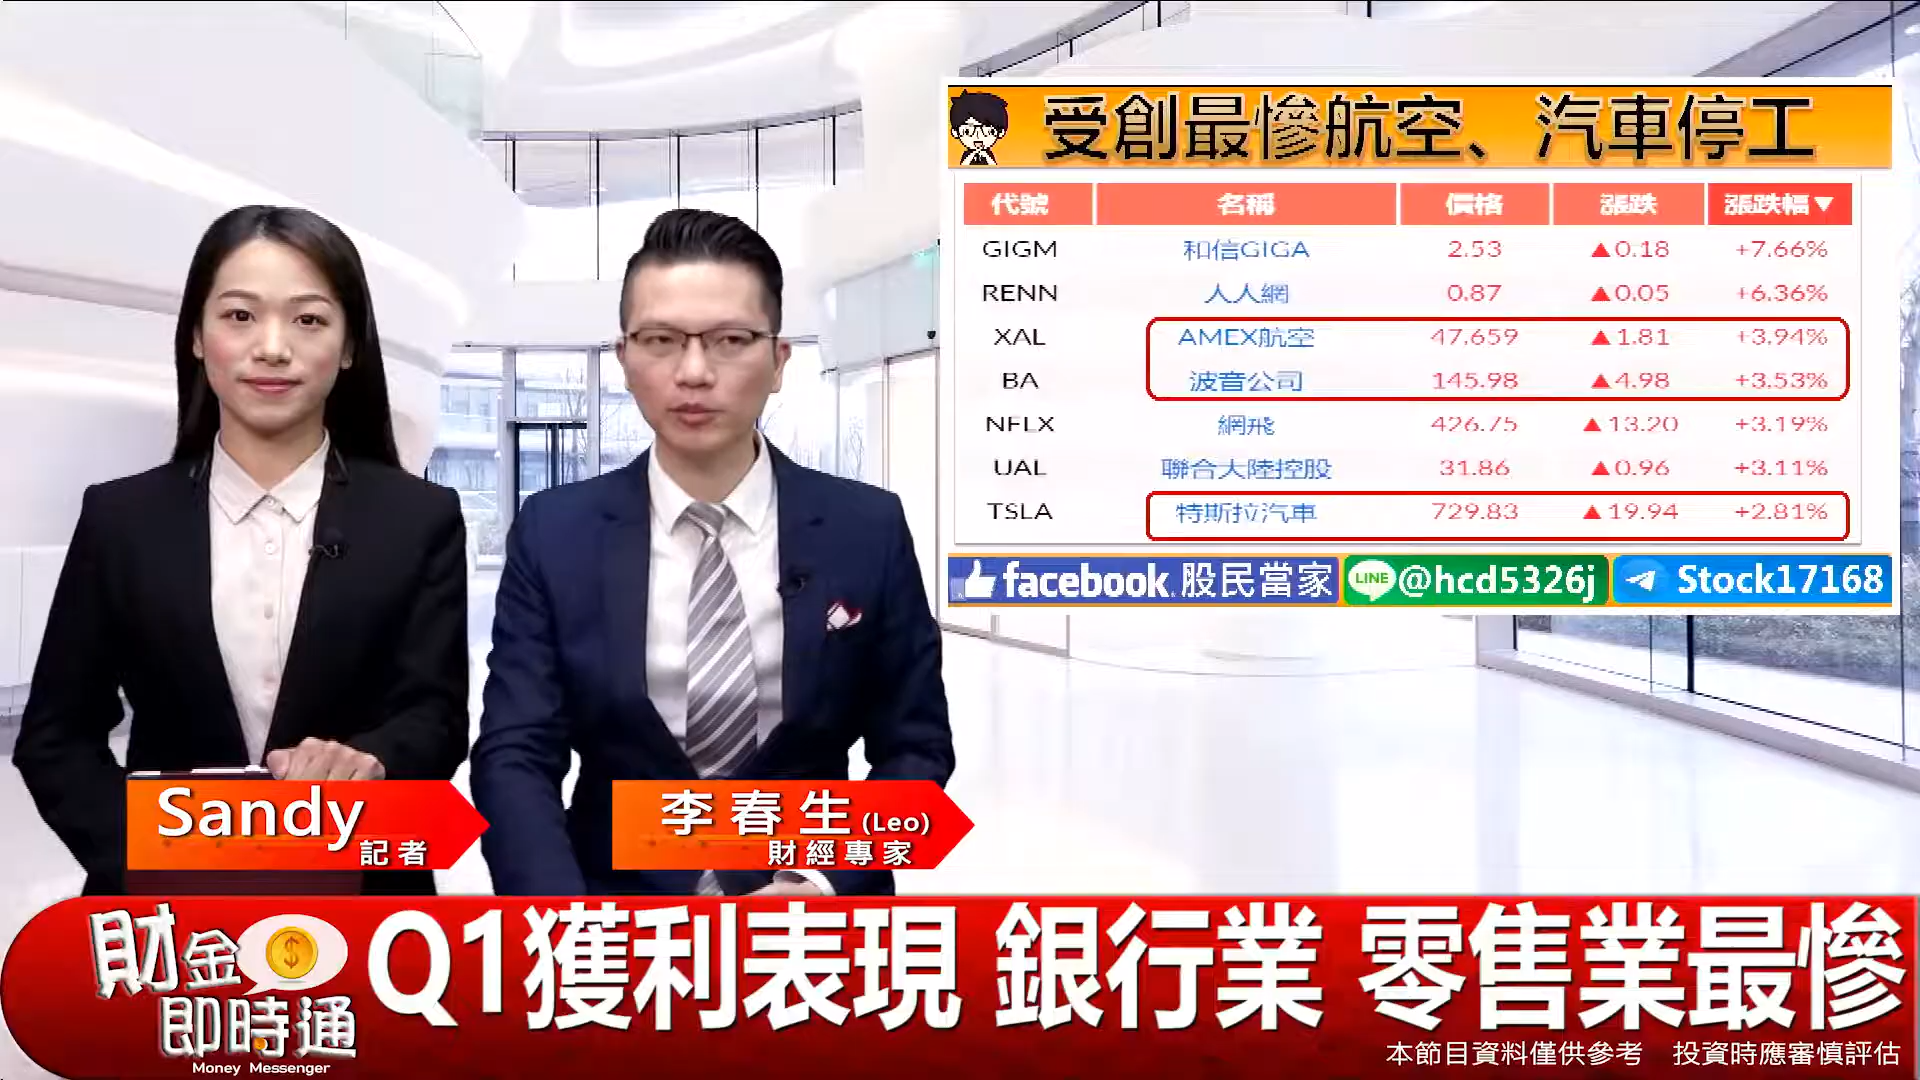 受創最慘航空、汽車停工
代號 名稱 價格 漲跌 漲跌幅▼
GIGM 和信GIGA 2.53 ▲0.18 +7.66%
RENN 人人網 0.87 ▲0.05 +6.36%
XAL AMEX航空 47.659 ▲1.81 +3.94%
BA 波音公司 145.98 ▲4.98 +3.53%
NFLX 網飛 426.75 ▲13.20 +3.19%
UAL 聯合大陸控股 31.86 ▲0.96 +3.11%
TSLA 特斯拉汽車 729.83 ▲19.94 +2.81%
facebook. 股民當家 LINE @hcd5326j Stock17168
Sandy
記者
李春生 (Leo)
財經專家
財金即時通
Money Messenger
Q1獲利表現 銀行業 零售業最慘
本節目資料僅供參考 投資時應審慎評估